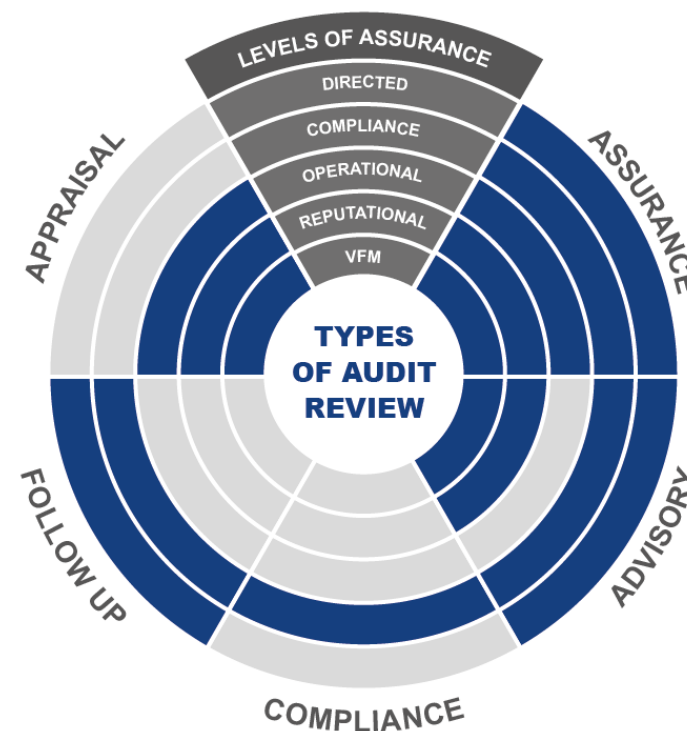 LEVELS OF ASSURANCE
DIRECTED
COMPLIANCE
OPERATIONAL
REPUTATIONAL
VFM
TYPES
OF AUDIT
REVIEW
APPRAISAL
ASSURANCE
FOLLOW UP
ADVISORY
COMPLIANCE